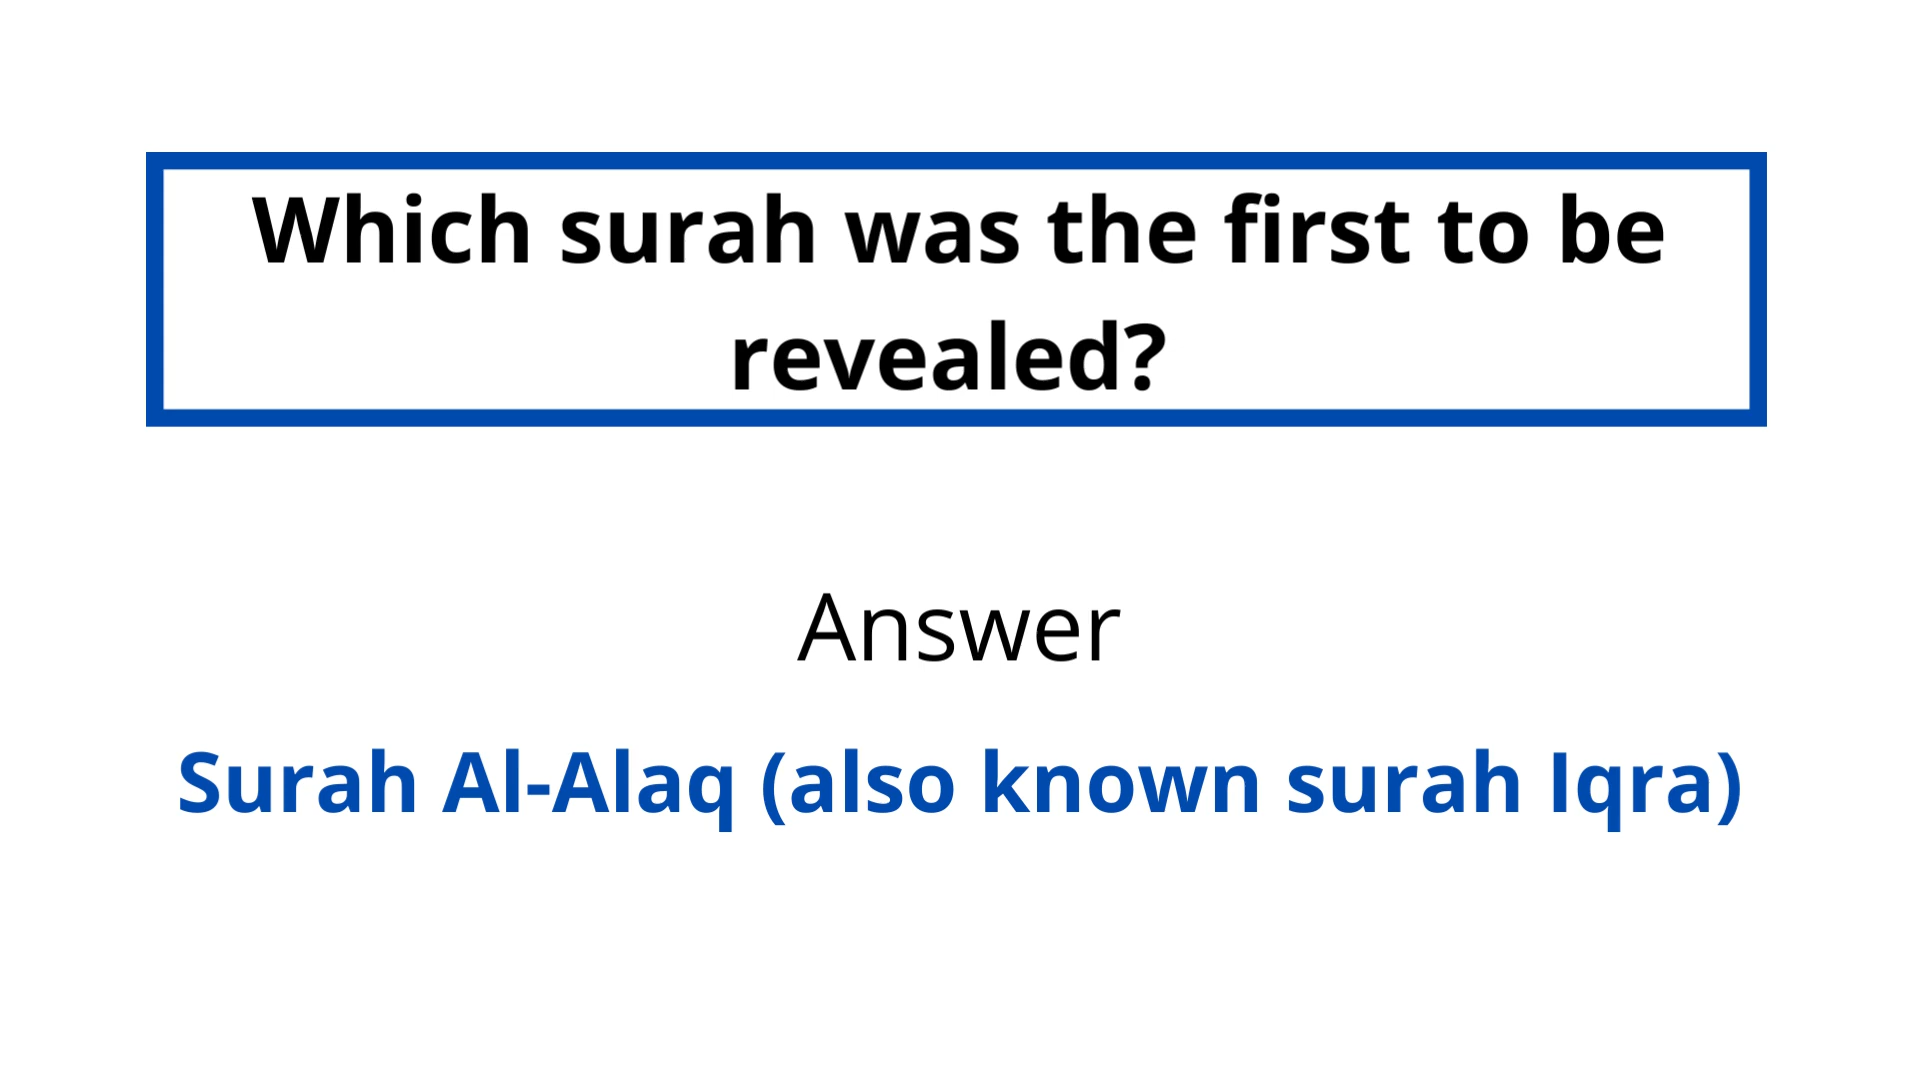 Which surah was the first to be
revealed?
Answer
Surah Al-Alaq (also known surah Iqra)